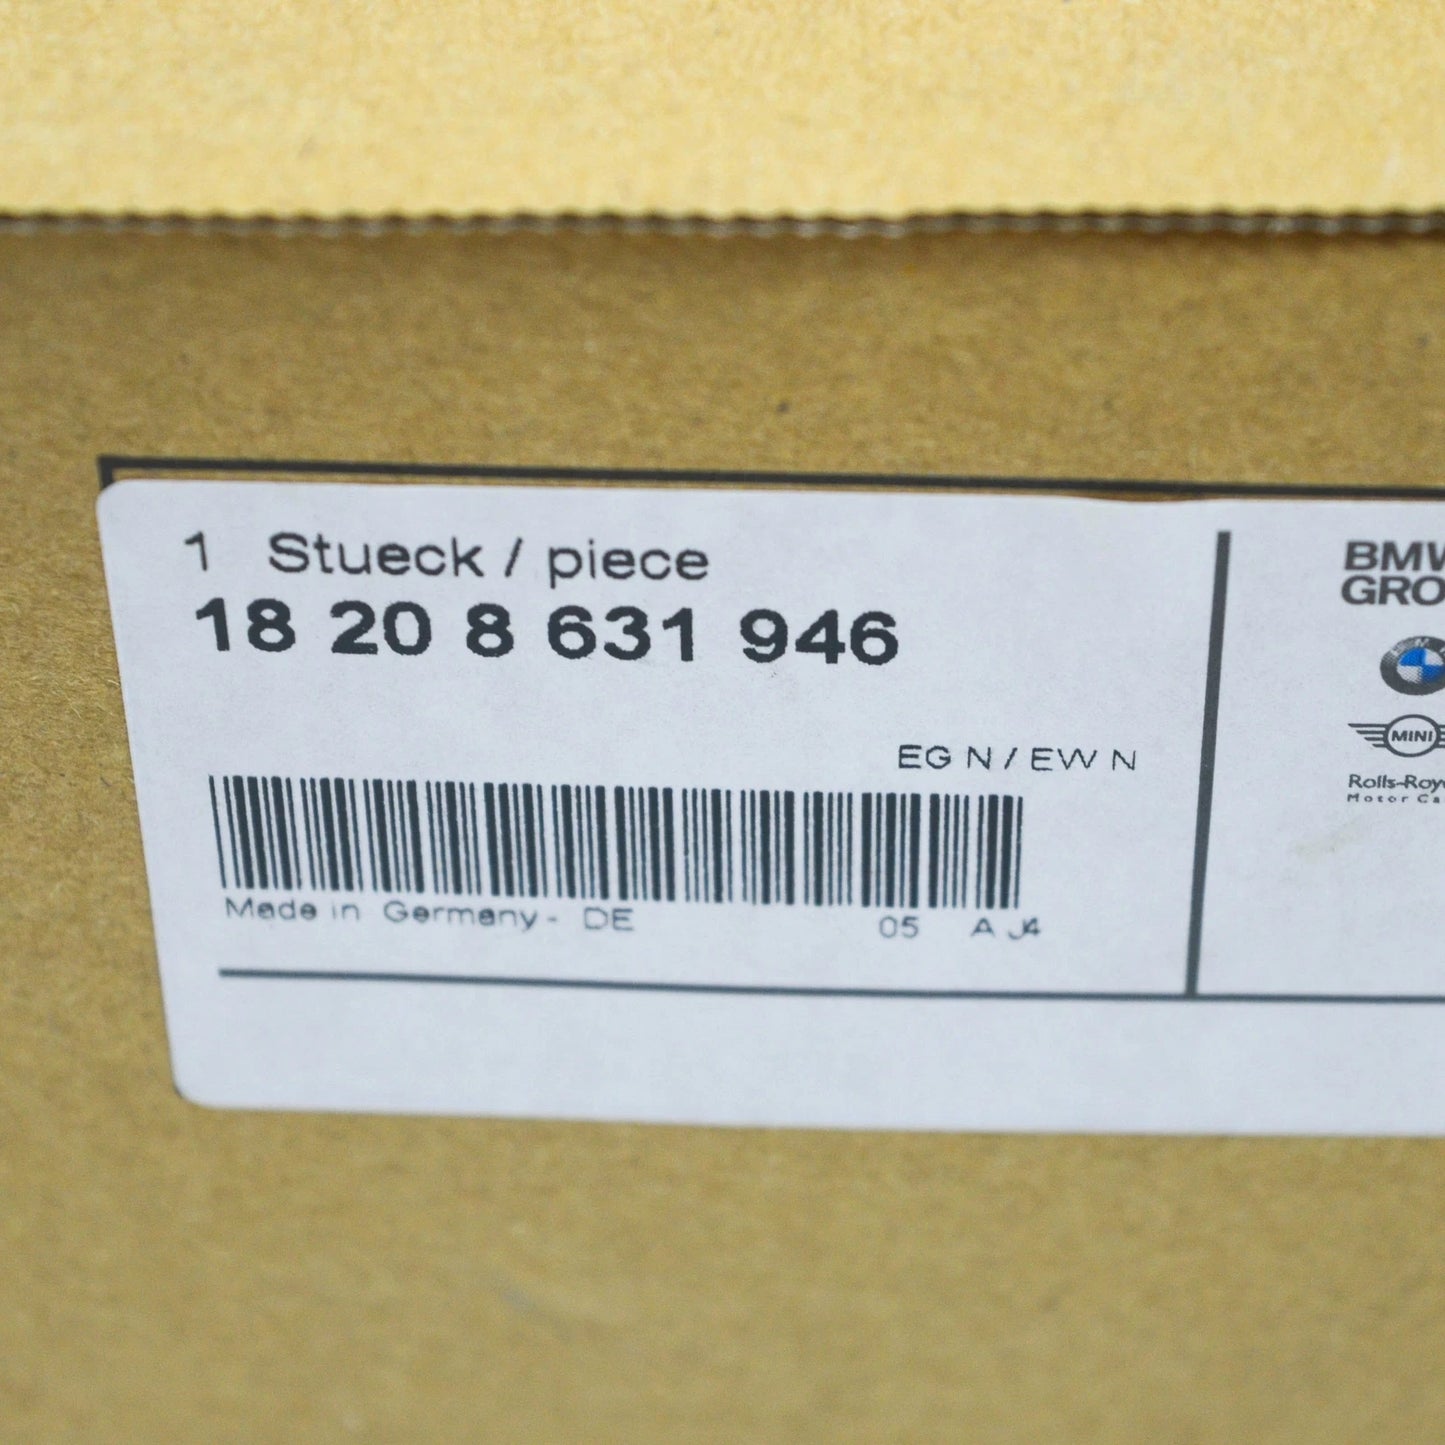 1 Stueck / piece
18 20 8 631 946
EG N / EW N
Made in Germany - DE 05 A J4
BMW
GRO
MINI
Rolls-Roy
Motor Ca